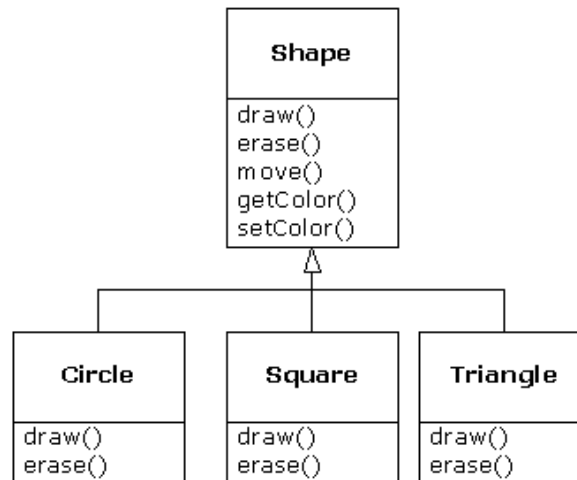 Shape
draw()
erase()
move()
getColor()
setColor()
Circle
draw()
erase()
Square
draw()
erase()
Triangle
draw()
erase()